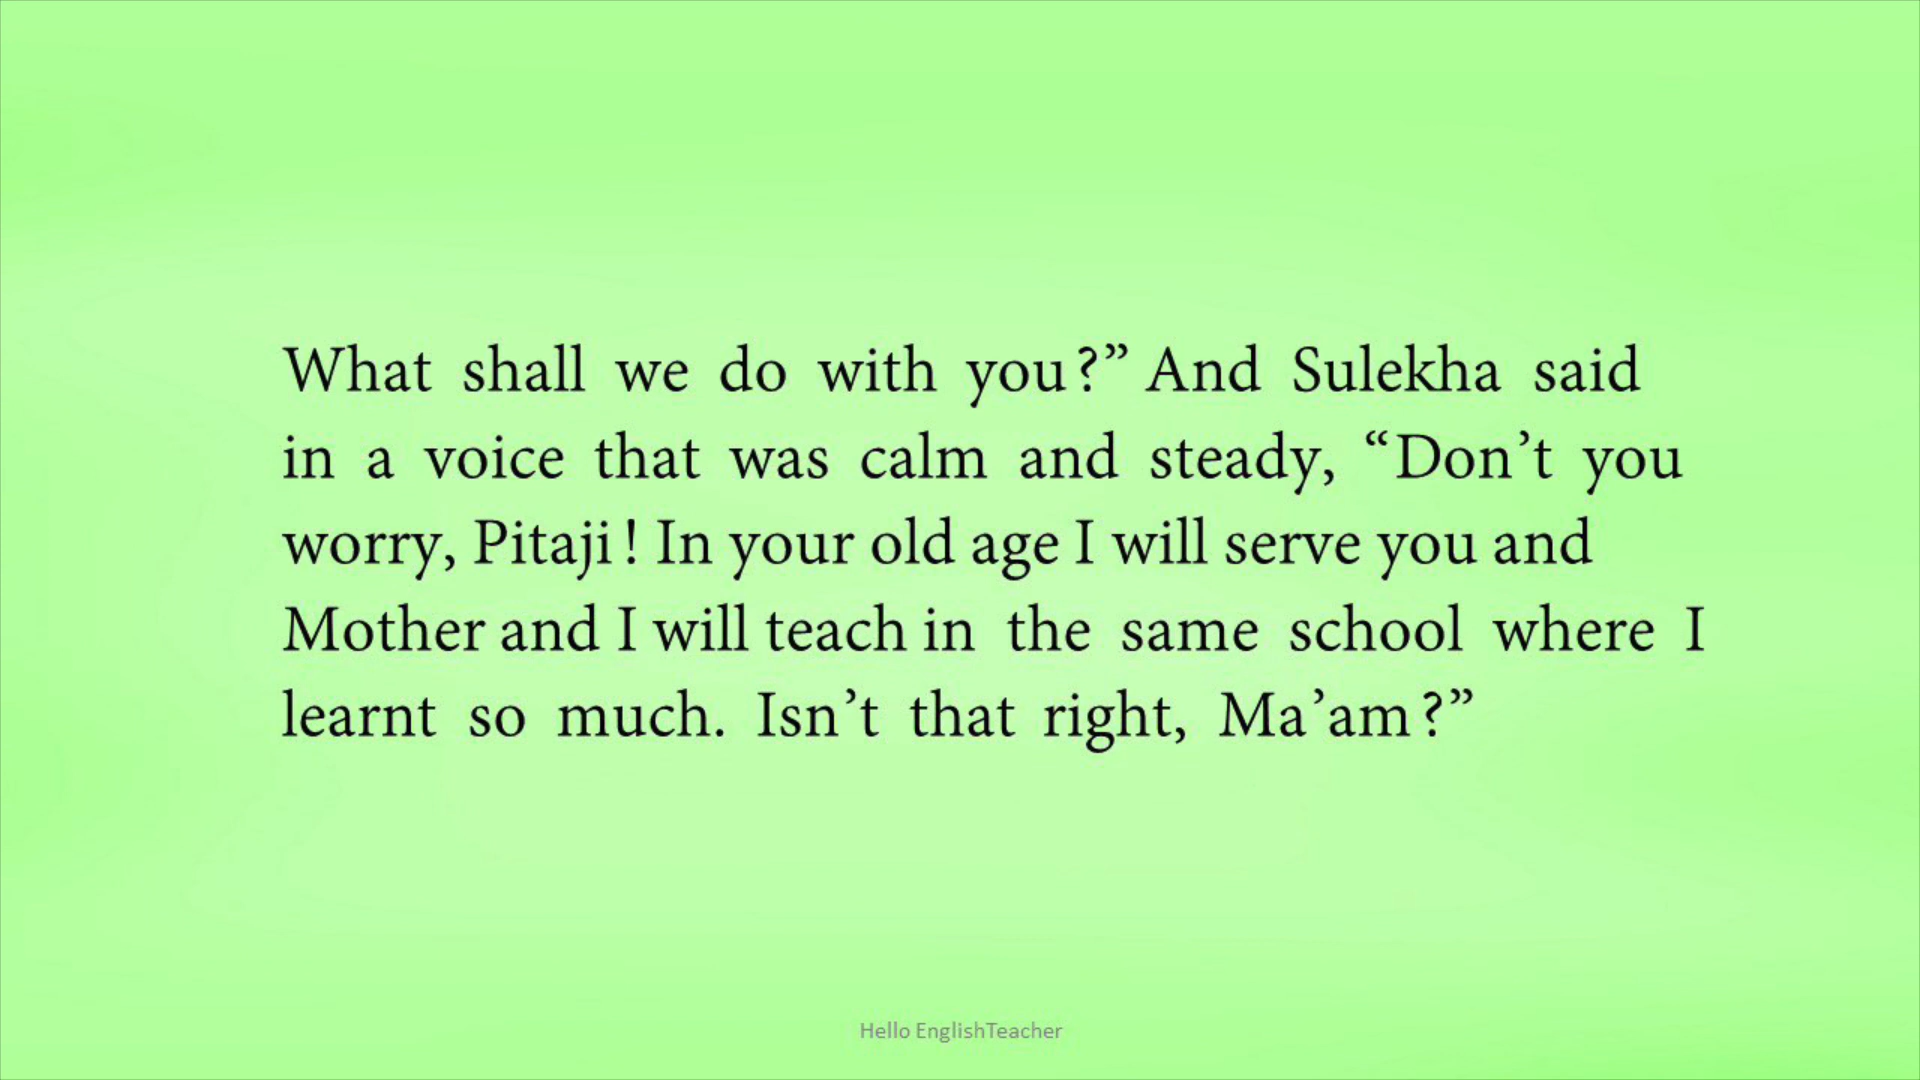 What shall we do with you?” And Sulekha said
in a voice that was calm and steady, “Don’t you
worry, Pitaji! In your old age I will serve you and
Mother and I will teach in the same school where I
learnt so much. Isn’t that right, Ma’am?”
Hello EnglishTeacher